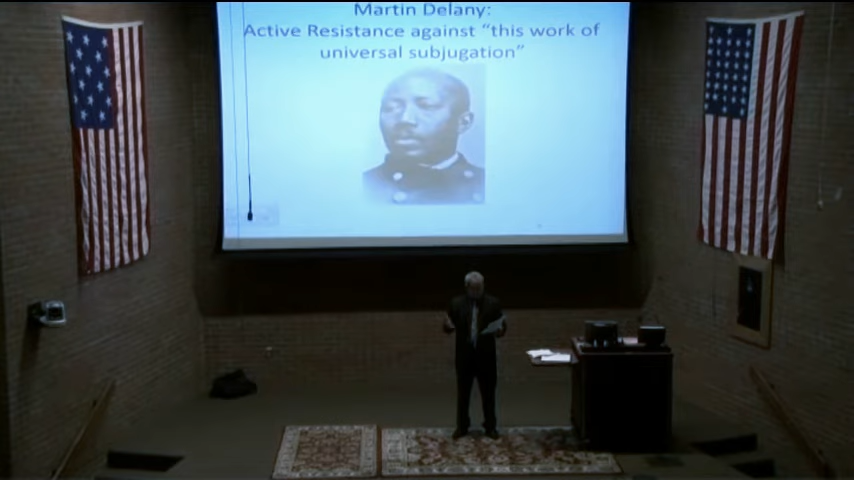 Martin Delany:
Active Resistance against “this work of
universal subjugation”